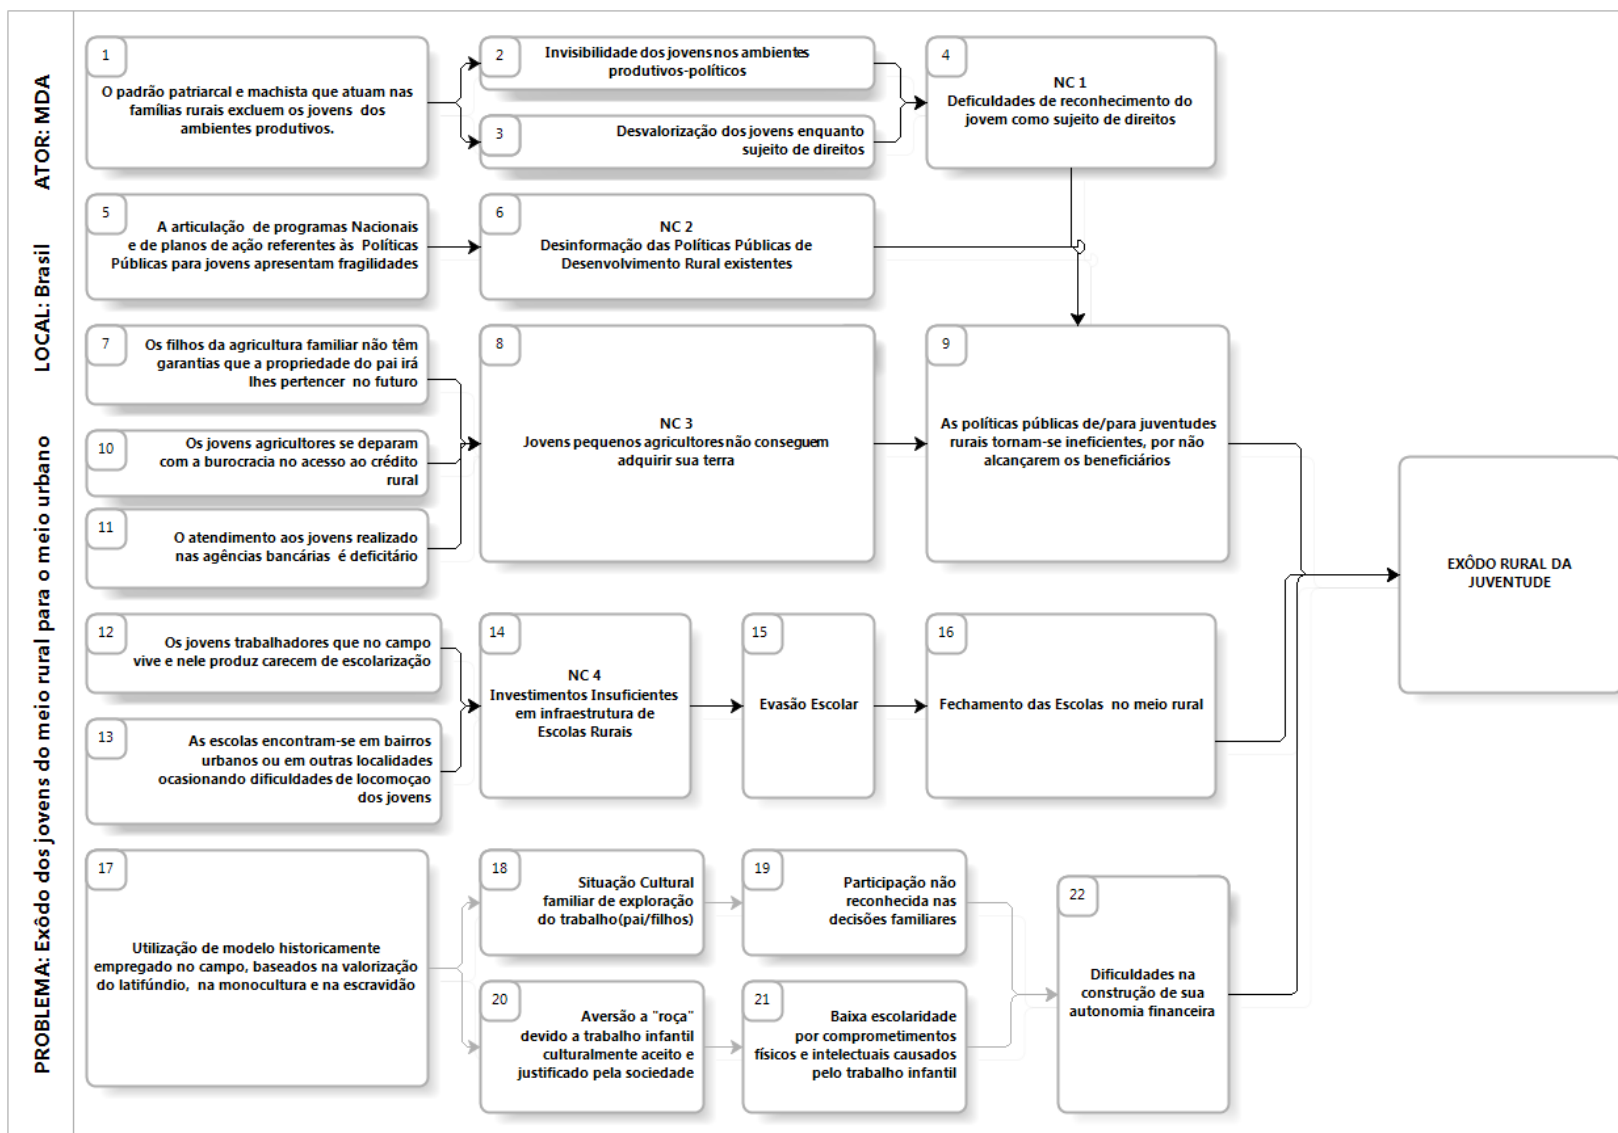 ATOR: MDA
LOCAL: Brasil
PROBLEMA: Exôdo dos jovens do meio rural para o meio urbano
1
O padrão patriarcal e machista que atuam nas
famílias rurais excluem os jovens dos
ambientes produtivos.
2
Invisibilidade dos jovens nos ambientes
produtivos-políticos
3
Desvalorização dos jovens enquanto
sujeito de direitos
4
NC 1
Deficuldades de reconhecimento do
jovem como sujeito de direitos
5
A articulação de programas Nacionais
e de planos de ação referentes às Políticas
Públicas para jovens apresentam fragilidades
6
NC 2
Desinformação das Políticas Públicas de
Desenvolvimento Rural existentes
7
Os filhos da agricultura familiar não têm
garantias que a propriedade do pai irá
lhes pertencer no futuro
8
NC 3
Jovens pequenos agricultores não conseguem
adquirir sua terra
9
As políticas públicas de/para juventudes
rurais tornam-se ineficientes, por não
alcançarem os beneficiários
10
Os jovens agricultores se deparam
com a burocracia no acesso ao crédito
rural
11
O atendimento aos jovens realizado
nas agências bancárias é deficitário
12
Os jovens trabalhadores que no campo
vive e nele produz carecem de escolarização
13
As escolas encontram-se em bairros
urbanos ou em outras localidades
ocasionando dificuldades de locomoçao
dos jovens
14
NC 4
Investimentos Insuficientes
em infraestrutura de
Escolas Rurais
15
Evasão Escolar
16
Fechamento das Escolas no meio rural
EXÔDO RURAL DA
JUVENTUDE
17
Utilização de modelo historicamente
empregado no campo, baseados na valorização
do latifúndio, na monocultura e na escravidão
18
Situação Cultural
familiar de exploração
do trabalho(pai/filhos)
19
Participação não
reconhecida nas
decisões familiares
20
Aversão a "roça"
devido a trabalho infantil
culturalmente aceito e
justificado pela sociedade
21
Baixa escolaridade
por comprometimentos
físicos e intelectuais causados
pelo trabalho infantil
22
Dificuldades na
construção de sua
autonomia financeira